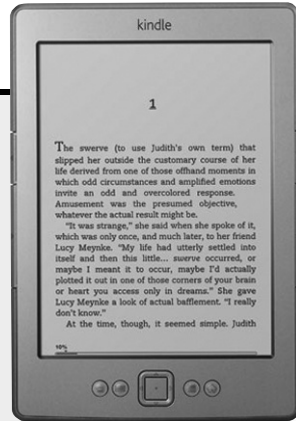 kindle
1
The swerve (to use Judith's own term) that
slipped her outside the customary course of her
life derived from one of those offhand moments in
which odd circumstances and amplified emotions
invite an odd and overcolored response.
Amusement was the presumed objective,
whatever the actual result might be.
"It was strange," she said when she spoke of it,
which was only once, and much later, to her friend
Lucy Meynke. "My life had utterly settled into
itself and then this little... swerve occurred, or
maybe I meant it to occur, maybe I'd actually
plotted it out in one of those corners of your brain
or heart you access only in dreams." She gave
Lucy Meynke a look of actual bafflement. "I really
don't know."
At the time, though, it seemed simple. Judith
10%